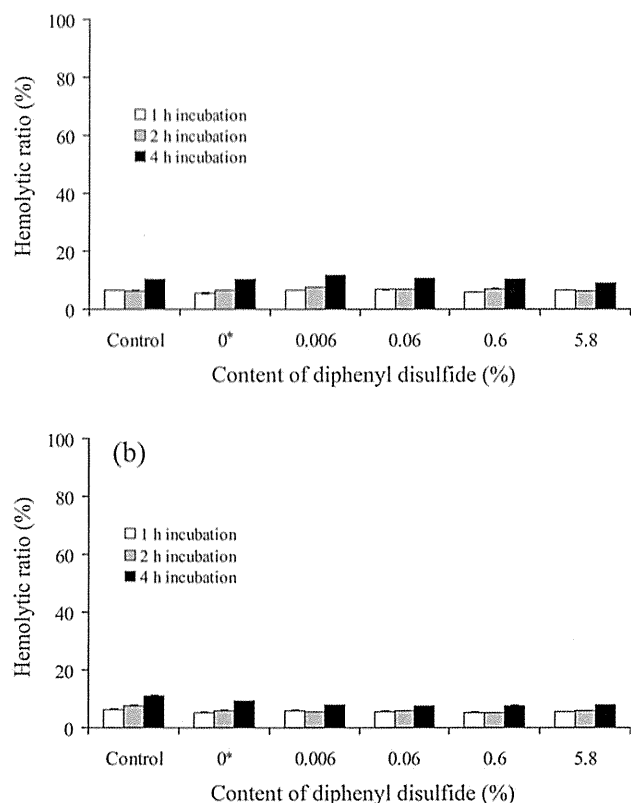 100
80
60
40
20
0
Hemolytic ratio (%)
1 h incubation
2 h incubation
4 h incubation
Control 0* 0.006 0.06 0.6 5.8
Content of diphenyl disulfide (%)
(b)
100
80
60
40
20
0
Hemolytic ratio (%)
1 h incubation
2 h incubation
4 h incubation
Control 0* 0.006 0.06 0.6 5.8
Content of diphenyl disulfide (%)